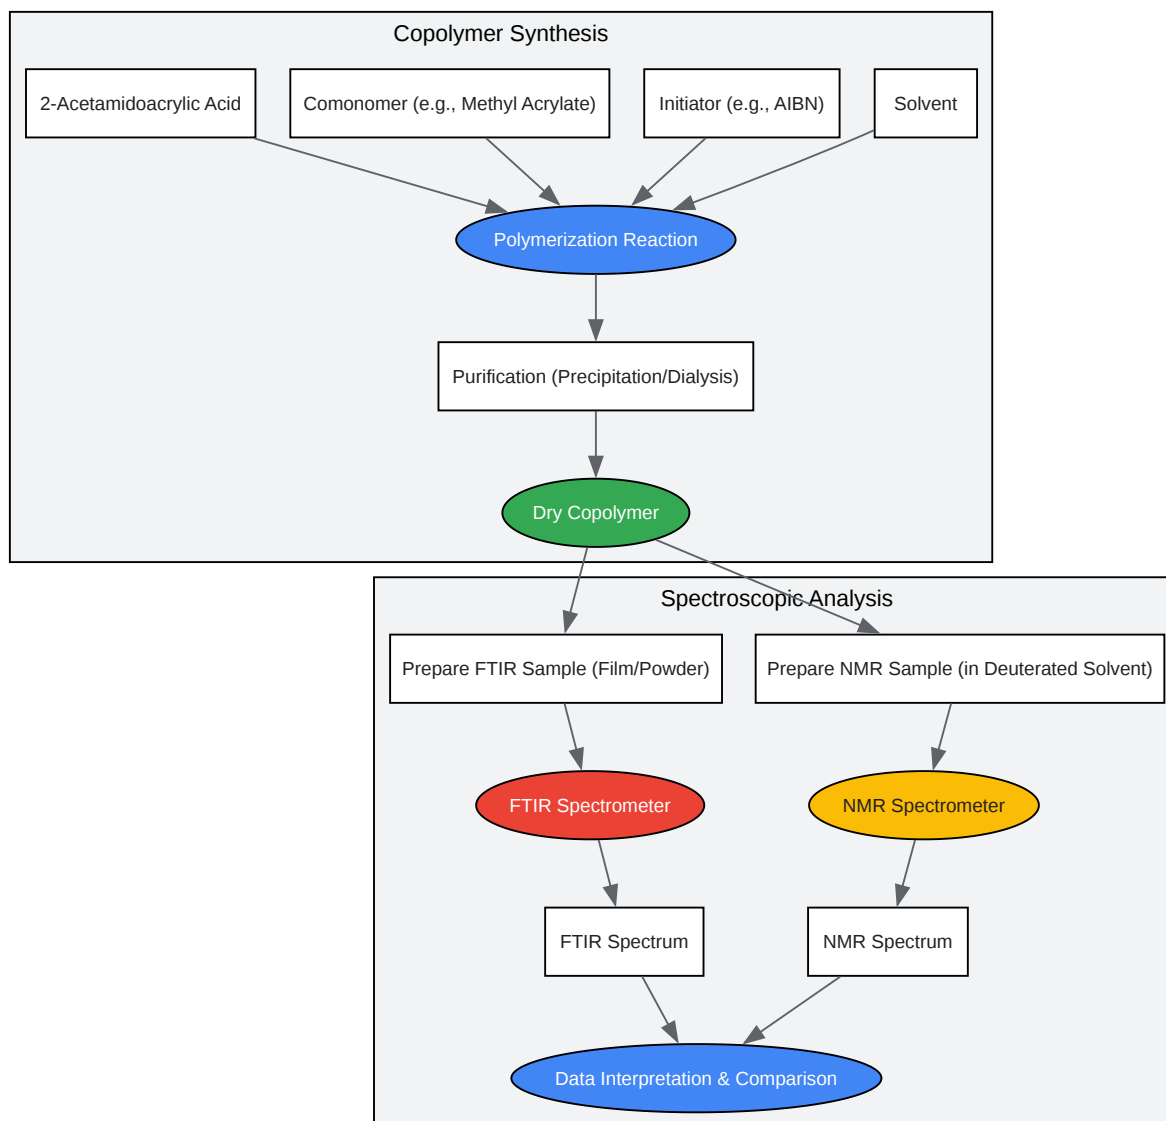 Copolymer Synthesis
2-Acetamidoacrylic Acid
Comonomer (e.g., Methyl Acrylate)
Initiator (e.g., AIBN)
Solvent
Polymerization Reaction
Purification (Precipitation/Dialysis)
Dry Copolymer
Spectroscopic Analysis
Prepare FTIR Sample (Film/Powder)
Prepare NMR Sample (in Deuterated Solvent)
FTIR Spectrometer
NMR Spectrometer
FTIR Spectrum
NMR Spectrum
Data Interpretation & Comparison